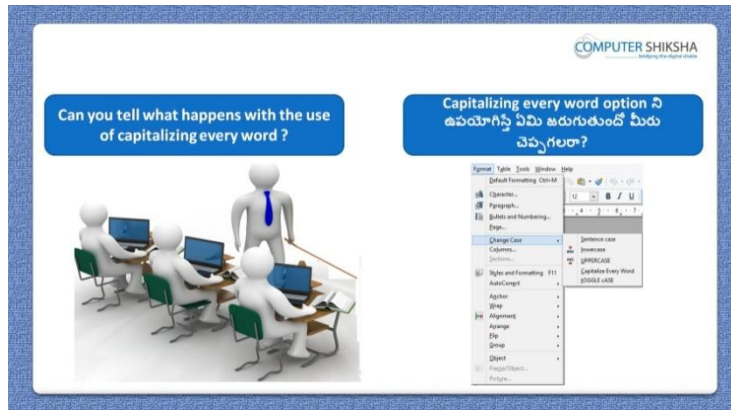 COMPUTER SHIKSHA
bridging the digital divide
Can you tell what happens with the use
of capitalizing every word ?
Capitalizing every word option ని
ఉపయోగిస్తే ఏమి జరుగుతుందో మీరు
చెప్పగలరా?
Format Table Tools Window Help
Default Formatting Ctrl+M
Character...
Paragraph...
Bullets and Numbering...
Page...
Change Case
Columns...
Sections...
Styles and Formatting F11
AutoCorrect
Anchor
Wrap
Alignment
Arrange
Flip
Group
Object
Frame/Object...
Picture...
B I U
Sentence case
lowercase
UPPERCASE
Capitalize Every Word
tOGGLE cASE